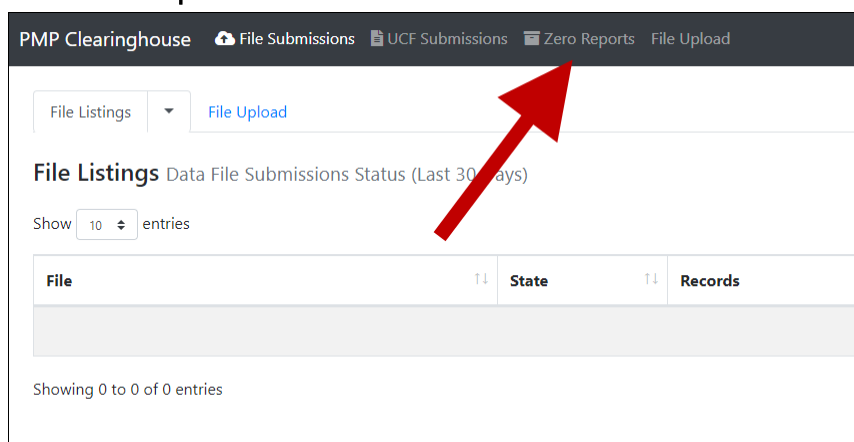 PMP Clearinghouse File Submissions UCF Submissions Zero Reports File Upload
File Listings File Upload
File Listings Data File Submissions Status (Last 30 Days)
Show 10 entries
File State Records
Showing 0 to 0 of 0 entries